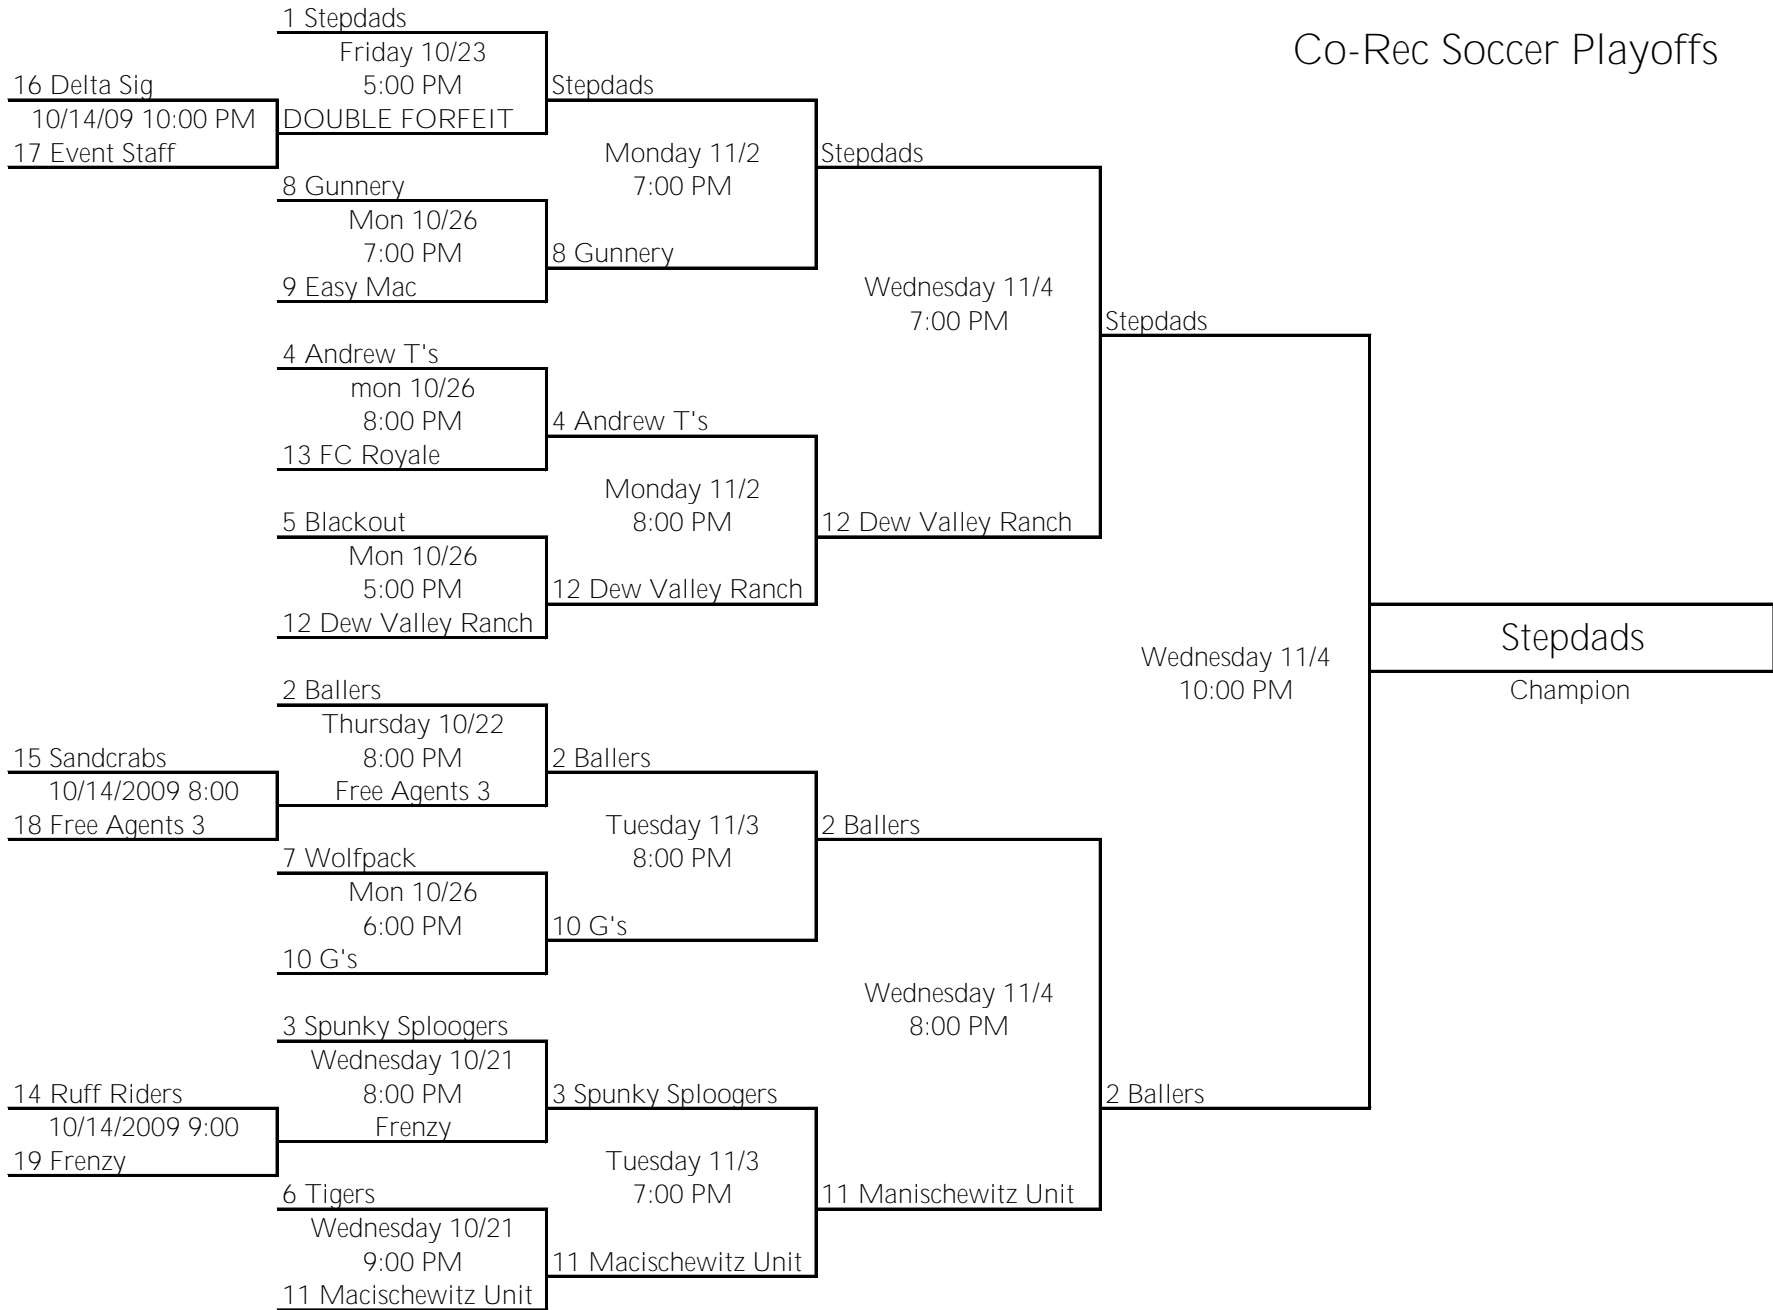 1 Stepdads
Co-Rec Soccer Playoffs
Friday 10/23
16 Delta Sig
5:00 PM
Stepdads
10/14/09 10:00 PM
DOUBLE FORFEIT
17 Event Staff
Monday 11/2
Stepdads
8 Gunnery
7:00 PM
Mon 10/26
7:00 PM
8 Gunnery
9 Easy Mac
Wednesday 11/4
7:00 PM
Stepdads
4 Andrew T's
mon 10/26
8:00 PM
4 Andrew T's
13 FC Royale
Monday 11/2
5 Blackout
8:00 PM
12 Dew Valley Ranch
Mon 10/26
5:00 PM
12 Dew Valley Ranch
12 Dew Valley Ranch
Stepdads
Wednesday 11/4
2 Ballers
10:00 PM
Champion
Thursday 10/22
15 Sandcrabs
8:00 PM
2 Ballers
10/14/2009 8:00
Free Agents 3
18 Free Agents 3
Tuesday 11/3
2 Ballers
7 Wolfpack
8:00 PM
Mon 10/26
6:00 PM
10 G's
10 G's
Wednesday 11/4
3 Spunky Sploogers
8:00 PM
Wednesday 10/21
14 Ruff Riders
8:00 PM
3 Spunky Sploogers
2 Ballers
10/14/2009 9:00
Frenzy
19 Frenzy
Tuesday 11/3
6 Tigers
7:00 PM
11 Manischewitz Unit
Wednesday 10/21
9:00 PM
11 Macischewitz Unit
11 Macischewitz Unit